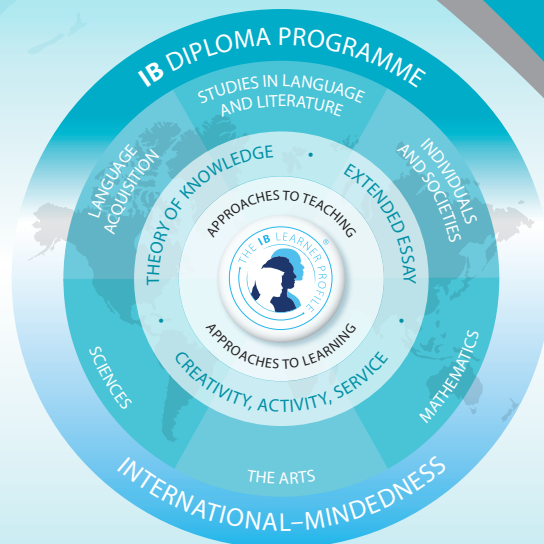 IB DIPLOMA PROGRAMME
STUDIES IN LANGUAGE
AND LITERATURE
LANGUAGE
ACQUISITION
INDIVIDUALS
AND SOCIETIES
THEORY OF KNOWLEDGE
•
EXTENDED ESSAY
APPROACHES TO TEACHING
THE IB LEARNER PROFILE
®
APPROACHES TO LEARNING
•
CREATIVITY, ACTIVITY, SERVICE
•
SCIENCES
MATHEMATICS
THE ARTS
INTERNATIONAL–MINDEDNESS